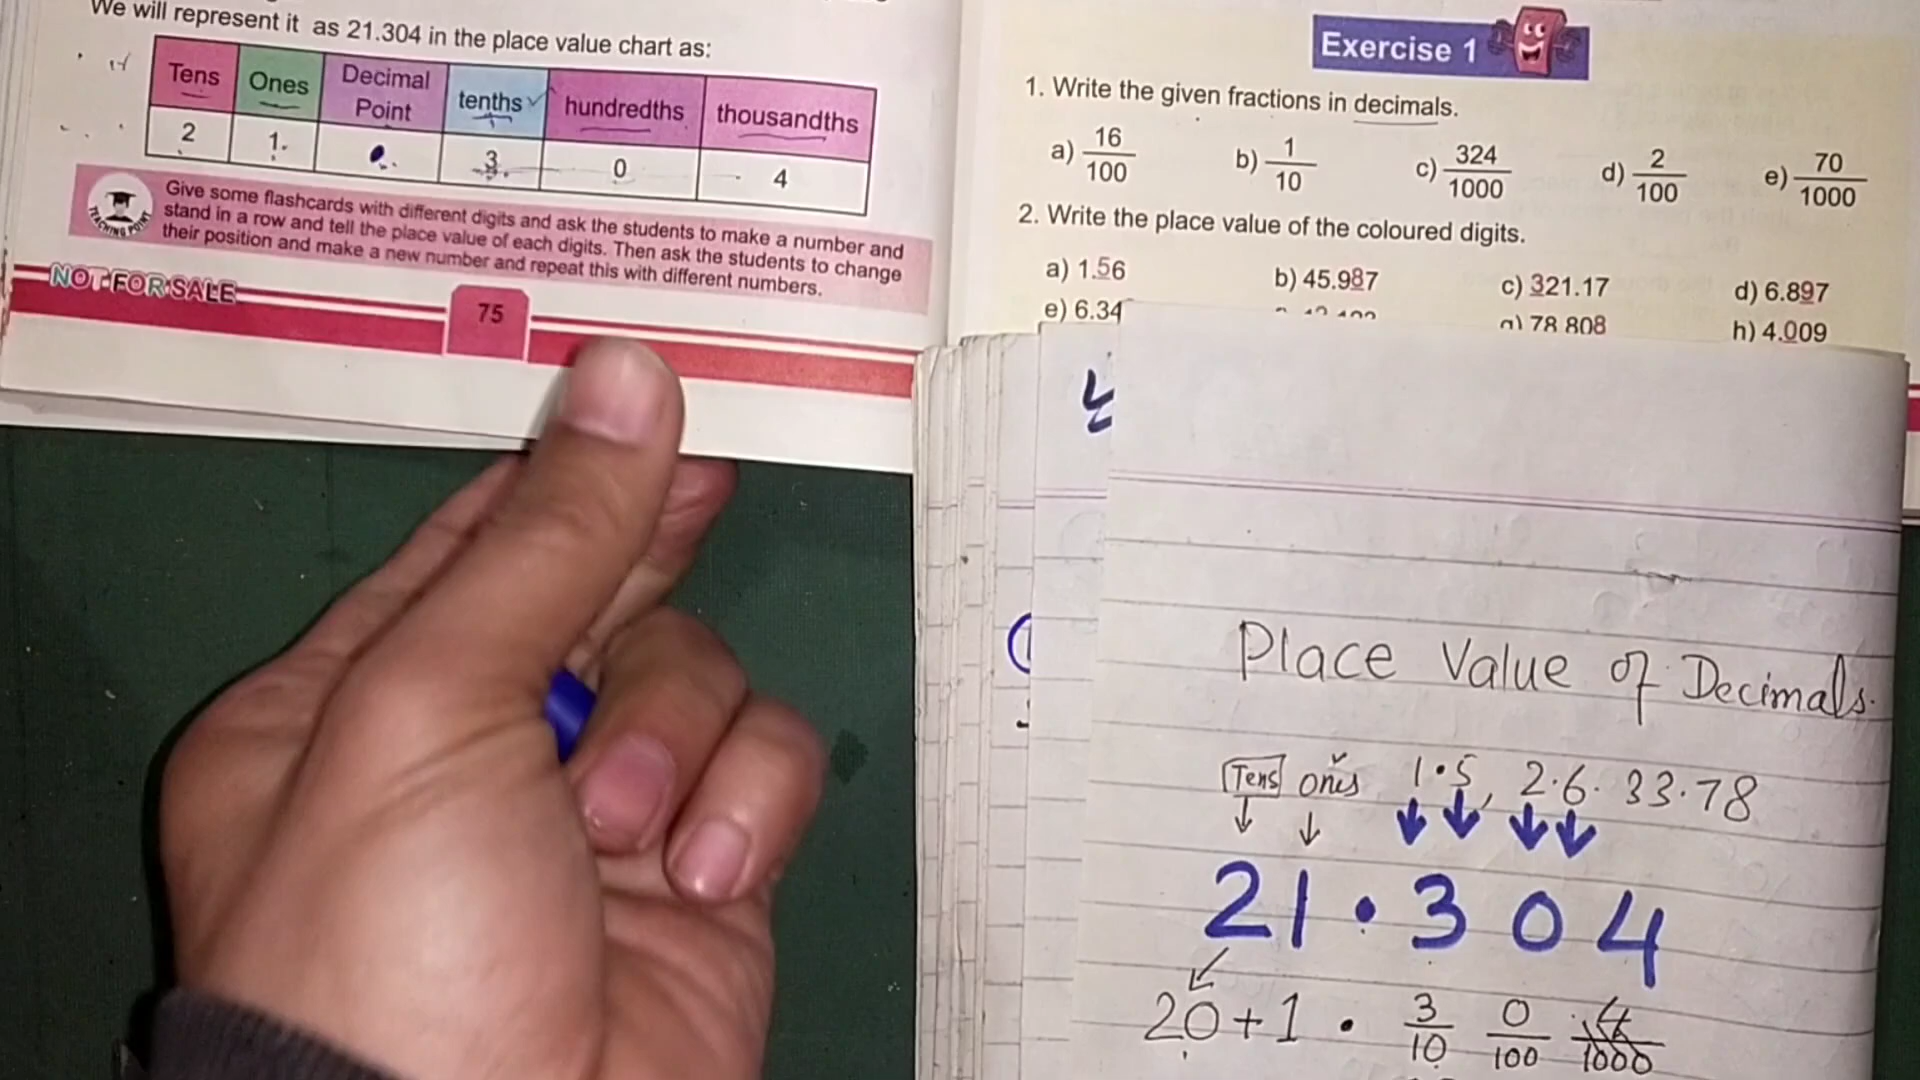 We will represent it as 21.304 in the place value chart as:
Tens Ones Decimal Point tenths hundredths thousandths
2 1 . 3 0 4
TEACHING POINT
Give some flashcards with different digits and ask the students to make a number and
stand in a row and tell the place value of each digits. Then ask the students to change
their position and make a new number and repeat this with different numbers.
NOT FOR SALE
75
Exercise 1
1. Write the given fractions in decimals.
a) 16/100 b) 1/10 c) 324/1000 d) 2/100 e) 70/1000
2. Write the place value of the coloured digits.
a) 1.56 b) 45.987 c) 321.17 d) 6.897
e) 6.34 g) 78.808 h) 4.009
Place Value of Decimals.
Tens ones 1.5, 2.6. 33.78
21.304
20+1 . 3/10 0/100 4/1000